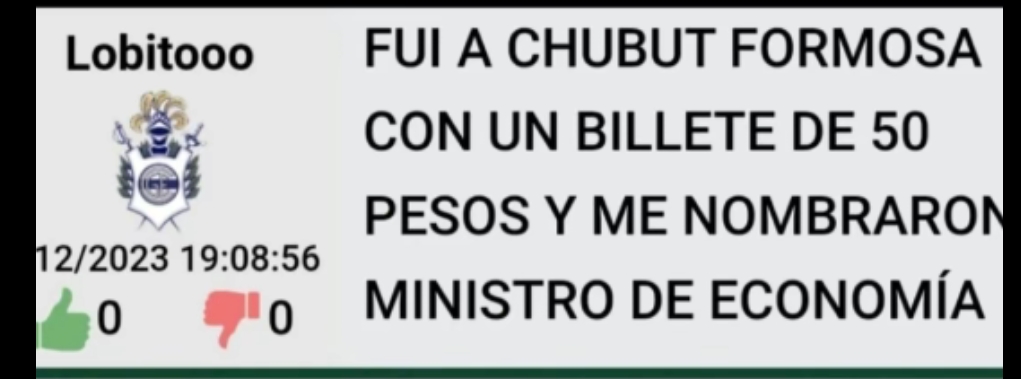 Lobitooo
12/2023 19:08:56
0 0
FUI A CHUBUT FORMOSA
CON UN BILLETE DE 50
PESOS Y ME NOMBRARON
MINISTRO DE ECONOMÍA